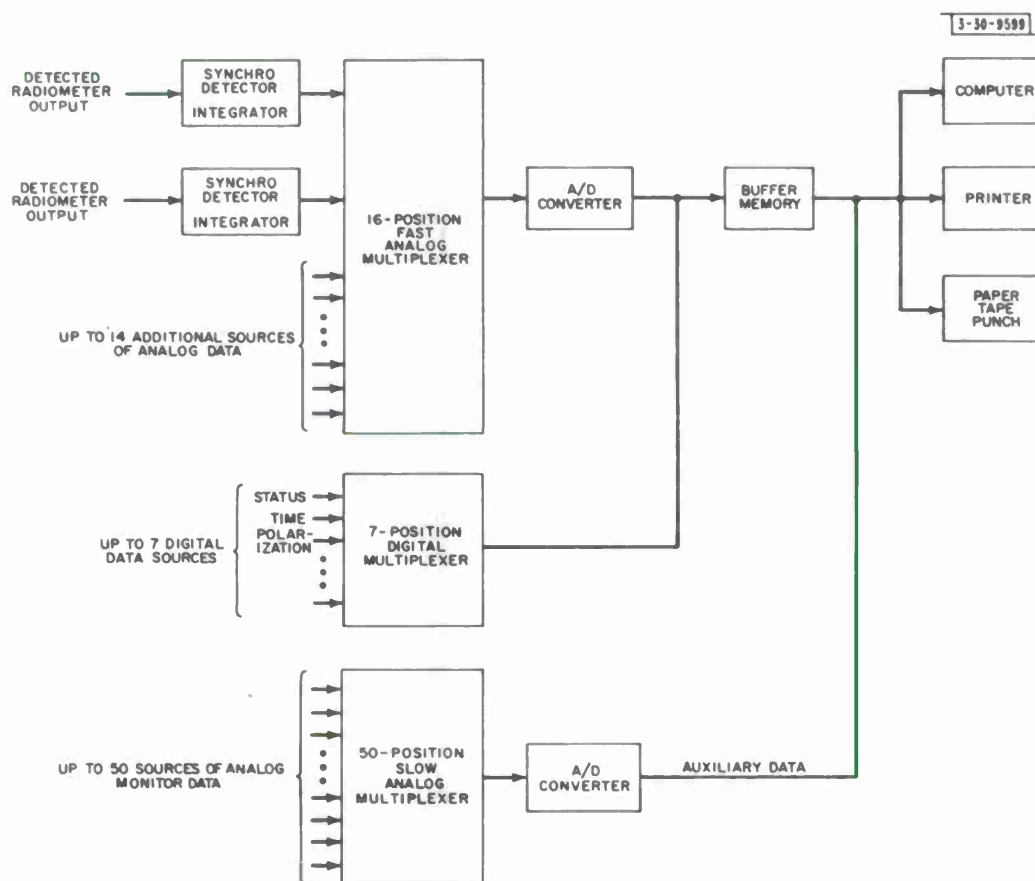 3-30-9599
DETECTED
RADIOMETER
OUTPUT
SYNCHRO
DETECTOR
INTEGRATOR
DETECTED
RADIOMETER
OUTPUT
SYNCHRO
DETECTOR
INTEGRATOR
16-POSITION
FAST
ANALOG
MULTIPLEXER
A/D
CONVERTER
BUFFER
MEMORY
COMPUTER
PRINTER
PAPER
TAPE
PUNCH
UP TO 14 ADDITIONAL SOURCES
OF ANALOG DATA
UP TO 7 DIGITAL
DATA SOURCES
STATUS
TIME
POLAR-
IZATION
7-POSITION
DIGITAL
MULTIPLEXER
UP TO 50 SOURCES OF ANALOG
MONITOR DATA
50-POSITION
SLOW
ANALOG
MULTIPLEXER
A/D
CONVERTER
AUXILIARY DATA